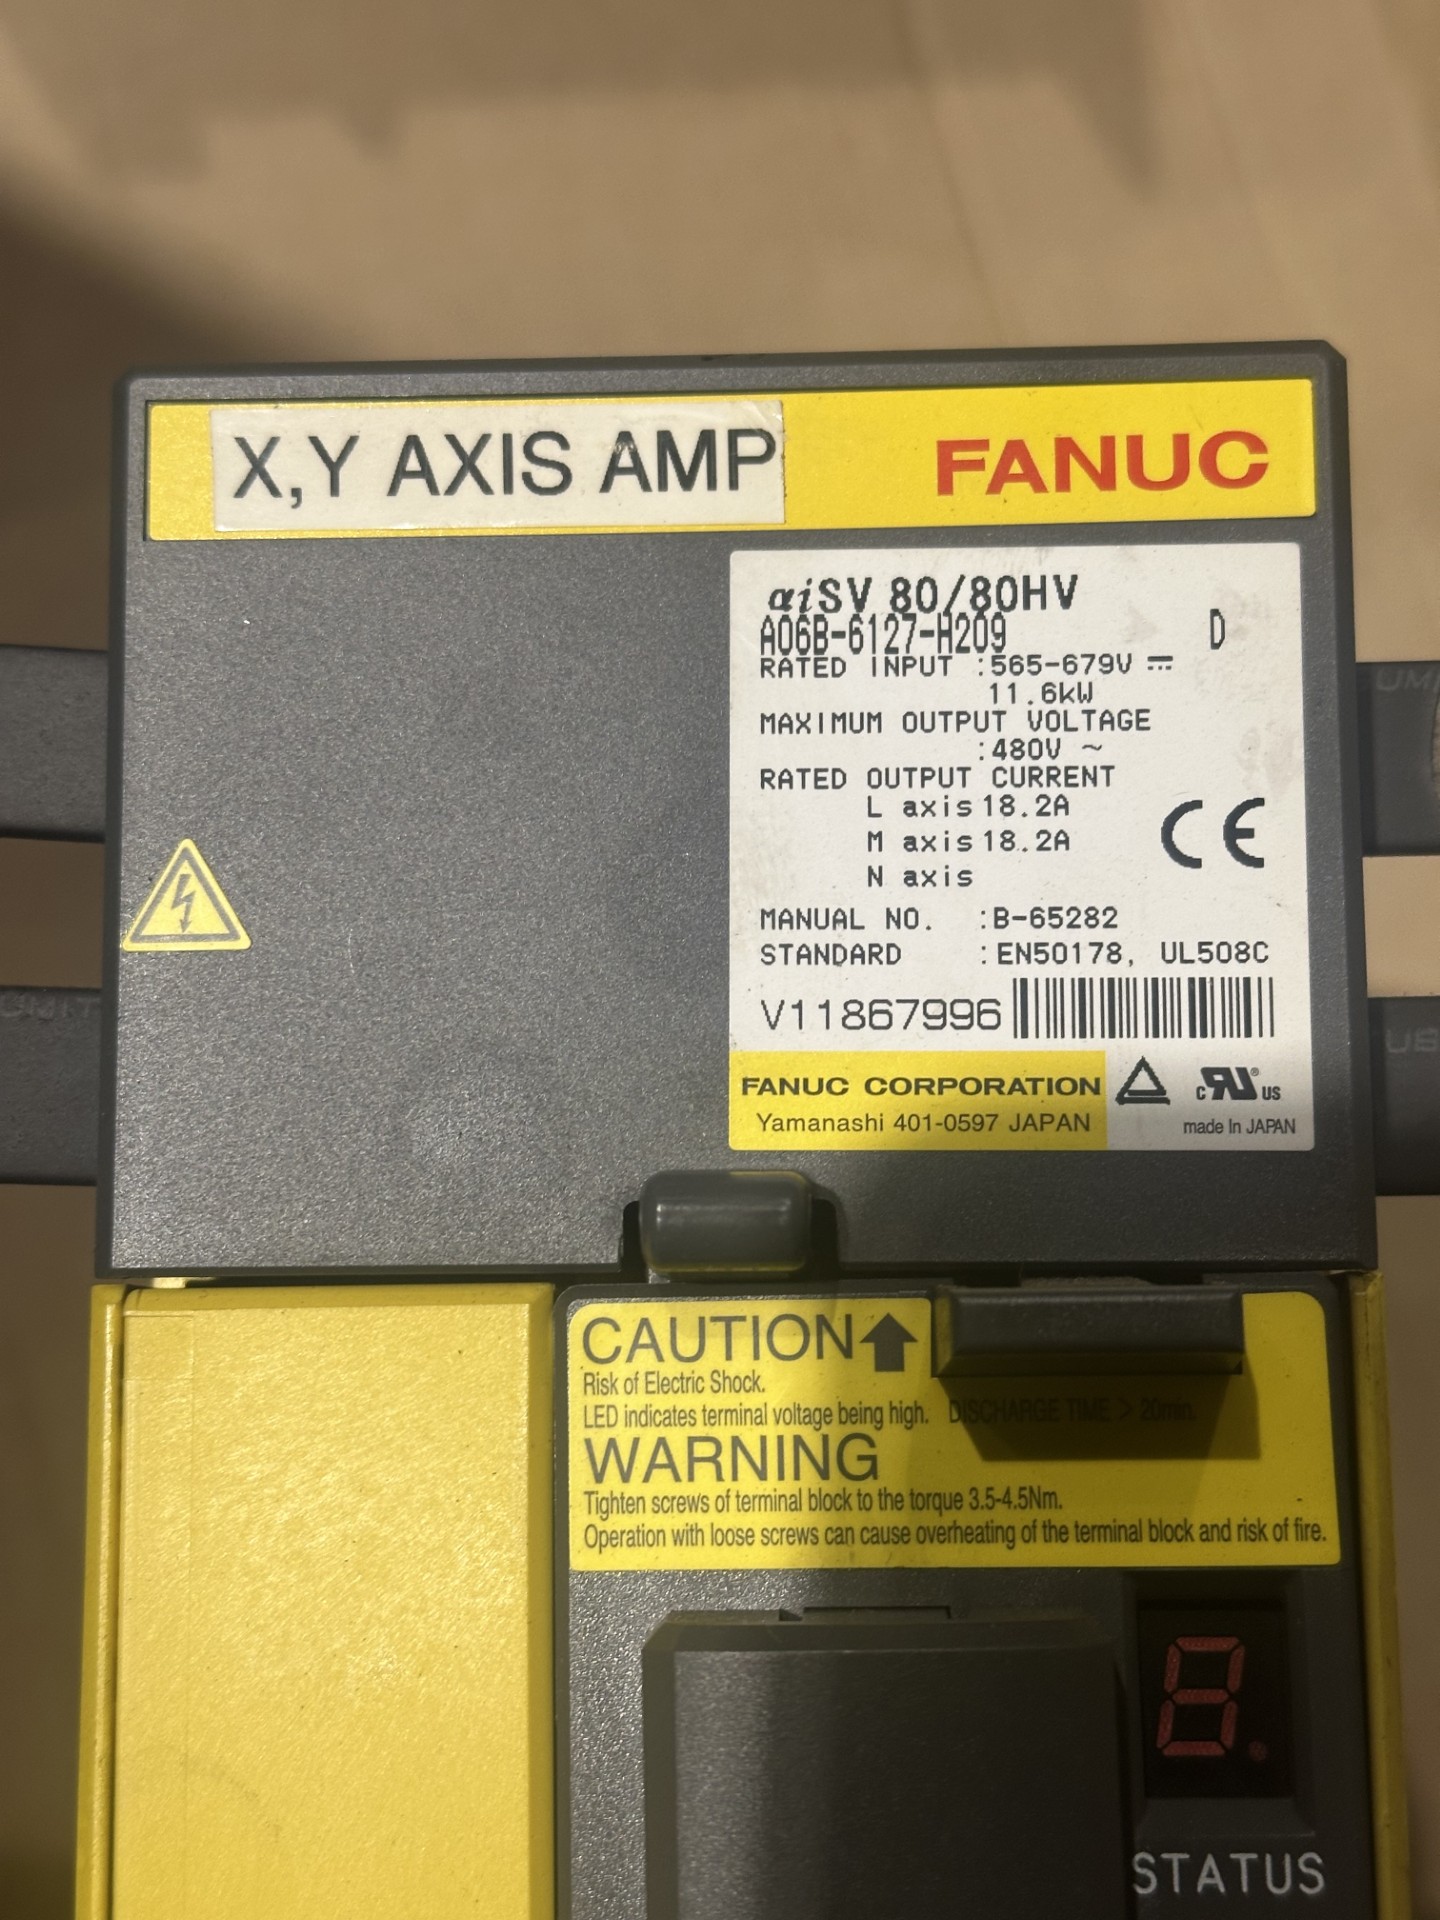 X,Y AXIS AMP
FANUC
αiSV 80/80HV
A06B-6127-H209 D
RATED INPUT :565-679V ⎓
11.6kW
MAXIMUM OUTPUT VOLTAGE
:480V ~
RATED OUTPUT CURRENT
L axis 18.2A
M axis 18.2A
N axis
CE
MANUAL NO. :B-65282
STANDARD :EN50178, UL508C
V11867996
FANUC CORPORATION
Yamanashi 401-0597 JAPAN
c RU ® US
made In JAPAN
CAUTION
Risk of Electric Shock.
LED indicates terminal voltage being high. DISCHARGE TIME > 20min.
WARNING
Tighten screws of terminal block to the torque 3.5-4.5Nm.
Operation with loose screws can cause overheating of the terminal block and risk of fire.
8.
STATUS